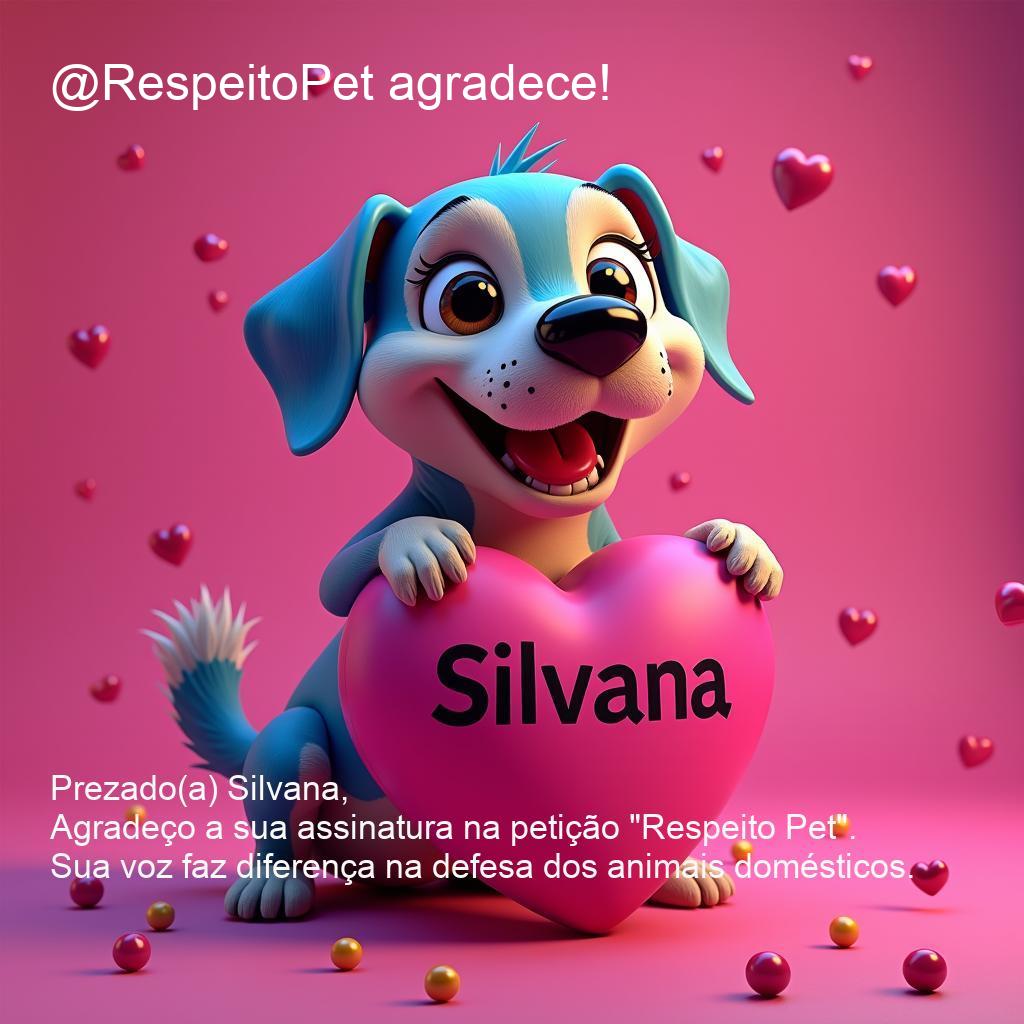 @RespeitoPet agradece!
Silvana
Prezado(a) Silvana,
Agradeço a sua assinatura na petição "Respeito Pet".
Sua voz faz diferença na defesa dos animais domésticos.